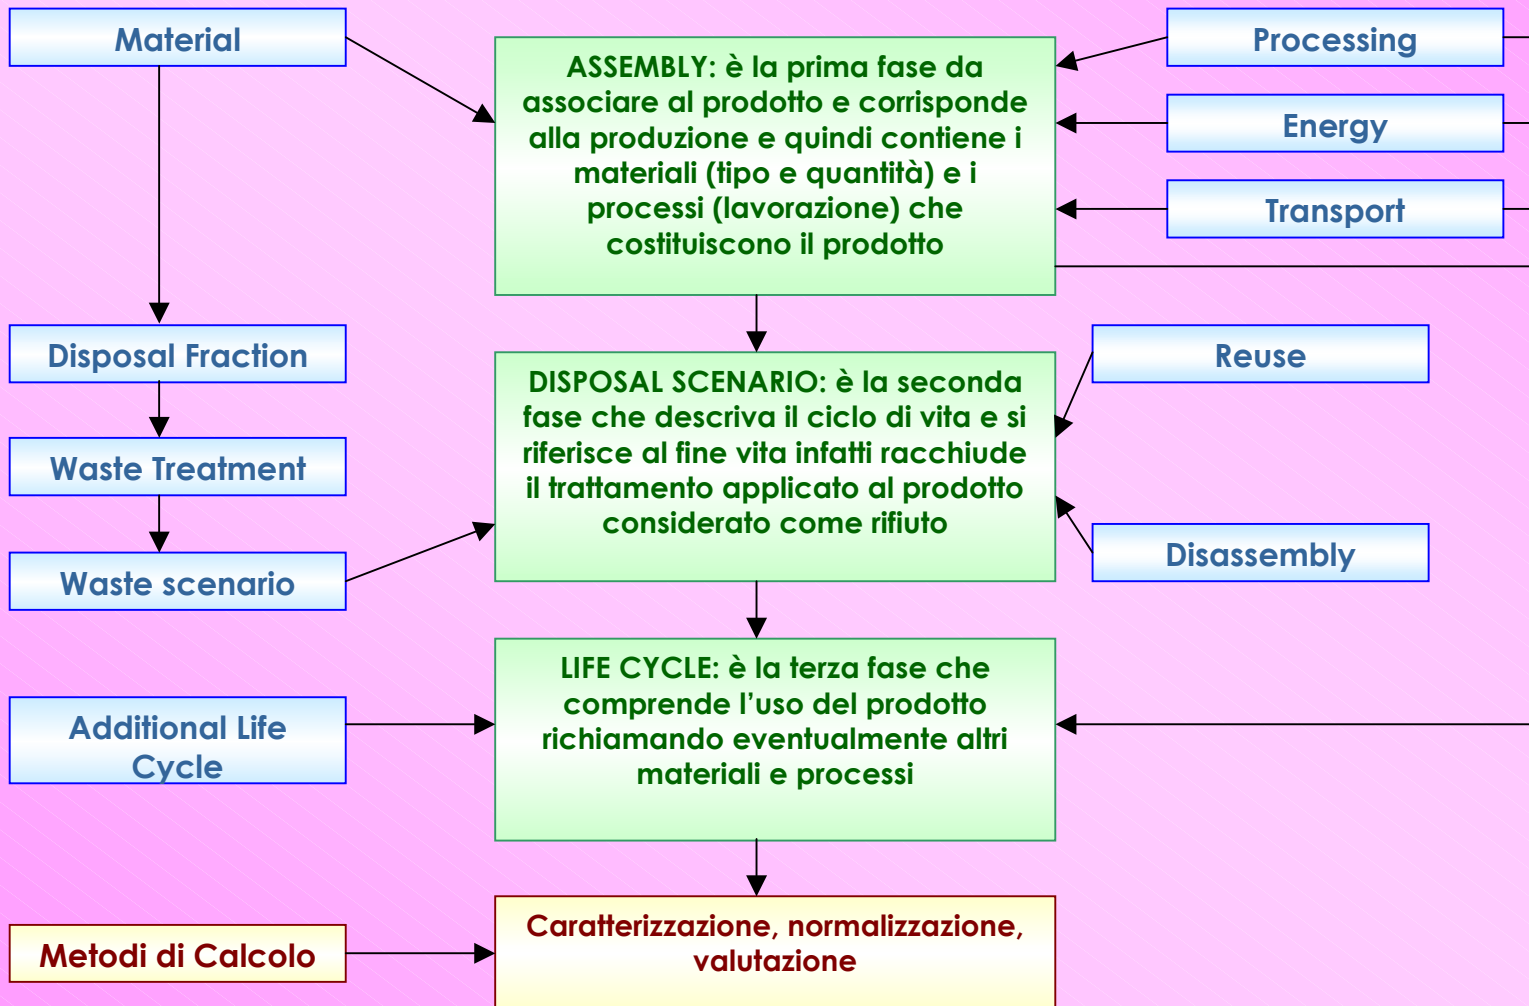 Material
ASSEMBLY: è la prima fase da
associare al prodotto e corrisponde
alla produzione e quindi contiene i
materiali (tipo e quantità) e i
processi (lavorazione) che
costituiscono il prodotto
Processing
Energy
Transport
Disposal Fraction
Waste Treatment
Waste scenario
DISPOSAL SCENARIO: è la seconda
fase che descriva il ciclo di vita e si
riferisce al fine vita infatti racchiude
il trattamento applicato al prodotto
considerato come rifiuto
Reuse
Disassembly
Additional Life
Cycle
LIFE CYCLE: è la terza fase che
comprende l’uso del prodotto
richiamando eventualmente altri
materiali e processi
Metodi di Calcolo
Caratterizzazione, normalizzazione,
valutazione